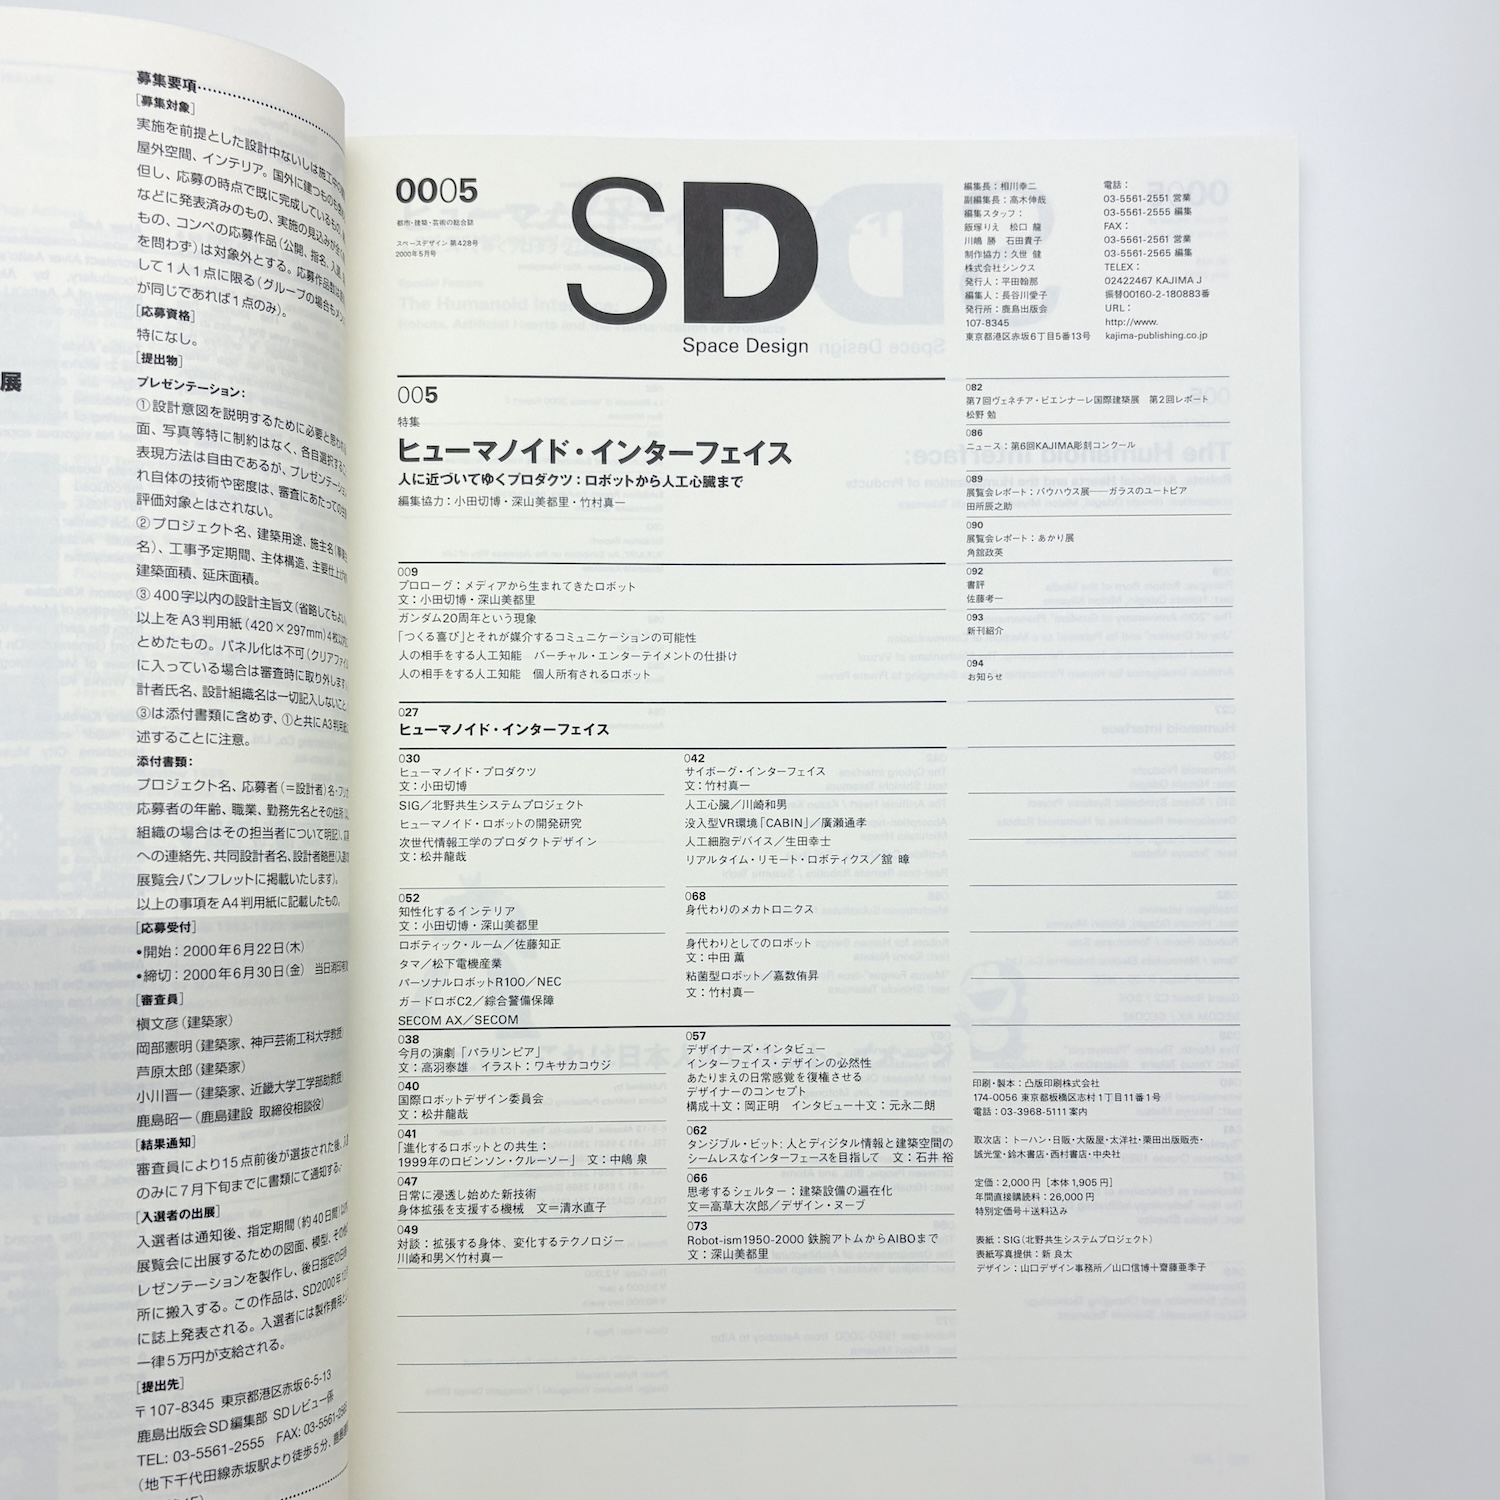 展
募集要項
[募集対象]
実施を前提とした設計中ないしは施工中の
屋外空間、インテリア。国外に建つものも
但し、応募の時点で既に完成しているもの、
などに発表済みのもの、実施の見込みが
もの、コンペの応募作品(公開、指名、入選、
を問わず)は対象外とする。応募作品数は
して1人1点に限る(グループの場合も
が同じであれば1点のみ)。
[応募資格]
特になし。
[提出物]
プレゼンテーション:
①設計意図を説明するために必要と思われる
面、写真等特に制約はなく、各自選択する
表現方法は自由であるが、プレゼンテーション
れ自体の技術や密度は、審査にあたっての
評価対象とはされない。
②プロジェクト名、建築用途、施主名
名)、工事予定期間、主体構造、主要仕上げ
建築面積、延床面積。
③400字以内の設計主旨文(省略してもよい
以上をA3判用紙(420×297mm)4枚以内
とめたもの。パネル化は不可(クリアファイル
に入っている場合は審査時に取り外します
計者氏名、設計組織名は一切記入しないこと。
③は添付書類に含めず、①と共にA3判用紙
述することに注意。
添付書類:
プロジェクト名、応募者(=設計者)名・フリガ
応募者の年齢、職業、勤務先名とその住所
組織の場合はその担当者について明記)、
への連絡先、共同設計者名、設計者略歴(入選の
展覧会パンフレットに掲載いたします)。
以上の事項をA4判用紙に記載したもの。
[応募受付]
•開始:2000年6月22日(木)
•締切:2000年6月30日(金) 当日消印有
[審査員]
槇文彦(建築家)
岡部憲明(建築家、神戸芸術工科大学教授)
芦原太郎(建築家)
小川晋一(建築家、近畿大学工学部助教授)
鹿島昭一(鹿島建設 取締役相談役)
[結果通知]
審査員により15点前後が選抜された後、入
のみに7月下旬までに書類にて通知する。
[入選者の出展]
入選者は通知後、指定期間(約40日間)
展覧会に出展するための図面、模型、その
レゼンテーションを製作し、後日指定の
所に搬入する。この作品は、SD2000年
に誌上発表される。入選者には製作費用
一律5万円が支給される。
[提出先]
〒107-8345 東京都港区赤坂6-5-13
鹿島出版会SD編集部 SDレビュー係
TEL: 03-5561-2555 FAX: 03-5561-256
(地下千代田線赤坂駅より徒歩5分、
0005
都市・建築・芸術の総合誌
スペースデザイン 第428号
2000年5月号
SD
Space Design
編集長:相川幸二
副編集長:高木伸哉
編集スタッフ:
飯塚りえ 松口 龍
川嶋 勝 石田貴子
制作協力:久世 健
株式会社シンクス
発行人:平田翰那
編集人:長谷川愛子
発行所:鹿島出版会
107-8345
東京都港区赤坂6丁目5番13号
電話:
03-5561-2551 営業
03-5561-2555 編集
FAX:
03-5561-2561 営業
03-5561-2565 編集
TELEX:
02422467 KAJIMA J
振替00160-2-180883番
URL:
http://www.
kajima-publishing.co.jp
005
特集
ヒューマノイド・インターフェイス
人に近づいてゆくプロダクツ:ロボットから人工心臓まで
編集協力:小田切博・深山美都里・竹村真一
009
プロローグ:メディアから生まれてきたロボット
文:小田切博・深山美都里
ガンダム20周年という現象
「つくる喜び」とそれが媒介するコミュニケーションの可能性
人の相手をする人工知能 バーチャル・エンターテイメントの仕掛け
人の相手をする人工知能 個人所有されるロボット
027
ヒューマノイド・インターフェイス
030
ヒューマノイド・プロダクツ
文:小田切博
SIG/北野共生システムプロジェクト
ヒューマノイド・ロボットの開発研究
次世代情報工学のプロダクトデザイン
文:松井龍哉
042
サイボーグ・インターフェイス
文:竹村真一
人工心臓/川崎和男
没入型VR環境「CABIN」/廣瀬通孝
人工細胞デバイス/生田幸士
リアルタイム・リモート・ロボティクス/舘 暲
052
知性化するインテリア
文:小田切博・深山美都里
ロボティック・ルーム/佐藤知正
タマ/松下電機産業
パーソナルロボットR100/NEC
ガードロボC2/綜合警備保障
SECOM AX/SECOM
068
身代わりのメカトロニクス
身代わりとしてのロボット
文:中田 薫
粘菌型ロボット/嘉数侑昇
文:竹村真一
038
今月の演劇「パラリンピア」
文:高羽泰雄 イラスト:ワキサカコウジ
040
国際ロボットデザイン委員会
文:松井龍哉
041
「進化するロボットとの共生:
1999年のロビンソン・クルーソー」 文:中嶋 泉
047
日常に浸透し始めた新技術
身体拡張を支援する機械 文=清水直子
049
対談:拡張する身体、変化するテクノロジー
川崎和男×竹村真一
057
デザイナーズ・インタビュー
インターフェイス・デザインの必然性
あたりまえの日常感覚を復権させる
デザイナーのコンセプト
構成+文:岡正明 インタビュー+文:元永二朗
062
タンジブル・ビット:人とディジタル情報と建築空間の
シームレスなインターフェースを目指して 文:石井 裕
066
思考するシェルター:建築設備の遍在化
文=高草大次郎/デザイン・ヌーブ
073
Robot-ism1950-2000 鉄腕アトムからAIBOまで
文:深山美都里
082
第7回ヴェネチア・ビエンナーレ国際建築展 第2回レポート
松野 勉
086
ニュース:第6回KAJIMA彫刻コンクール
089
展覧会レポート:バウハウス展——ガラスのユートピア
田所辰之助
090
展覧会レポート:あかり展
角舘政英
092
書評
佐藤考一
093
新刊紹介
094
お知らせ
印刷・製本:凸版印刷株式会社
174-0056 東京都板橋区志村1丁目11番1号
電話:03-3968-5111 案内
取次店:トーハン・日販・大阪屋・太洋社・栗田出版販売・
誠光堂・鈴木書店・西村書店・中央社
定価:2,000円[本体1,905円]
年間直接購読料:26,000円
特別定価号+送料込み
表紙:SIG(北野共生システムプロジェクト)
表紙写真提供:新 良太
デザイン:山口デザイン事務所/山口信博+齋藤亜季子